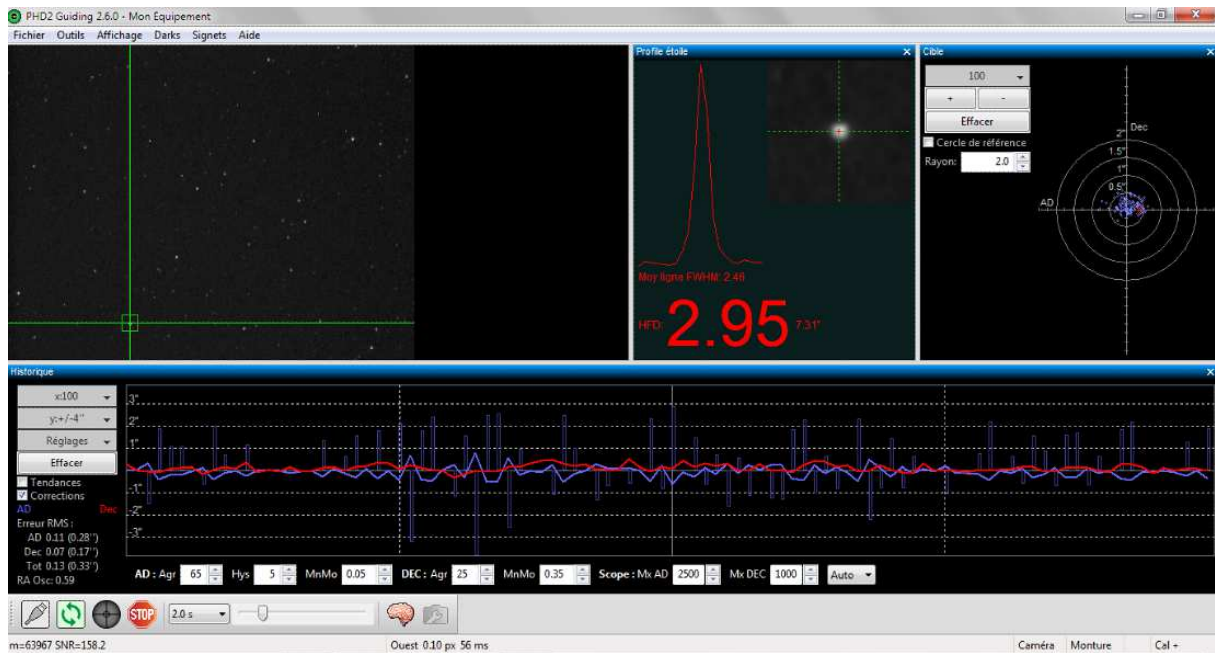 PHD2 Guiding 2.6.0 - Mon Equipement
Fichier Outils Affichage Darks Signets Aide
Profile étoile
Moy ligne FWHM: 2.46
HFD: 2.95 7.31"
Cible
100
+ -
Effacer
Cercle de référence
Rayon: 2.0
Dec
2"
1.5"
1"
0.5"
AD
Historique
x:100
y:+/-4"
Réglages
Effacer
Tendances
Corrections
AD Dec
Erreur RMS :
AD 0.11 (0.28")
Dec 0.07 (0.17")
Tot 0.13 (0.33")
RA Osc: 0.59
3"
2"
1"
-1"
-2"
-3"
AD : Agr 65 Hys 5 MnMo 0.05 DEC : Agr 25 MnMo 0.35 Scope : Mx AD 2500 Mx DEC 1000 Auto
STOP 2.0 s
m=63967 SNR=158.2 Ouest 0.10 px 56 ms Caméra Monture Cal +